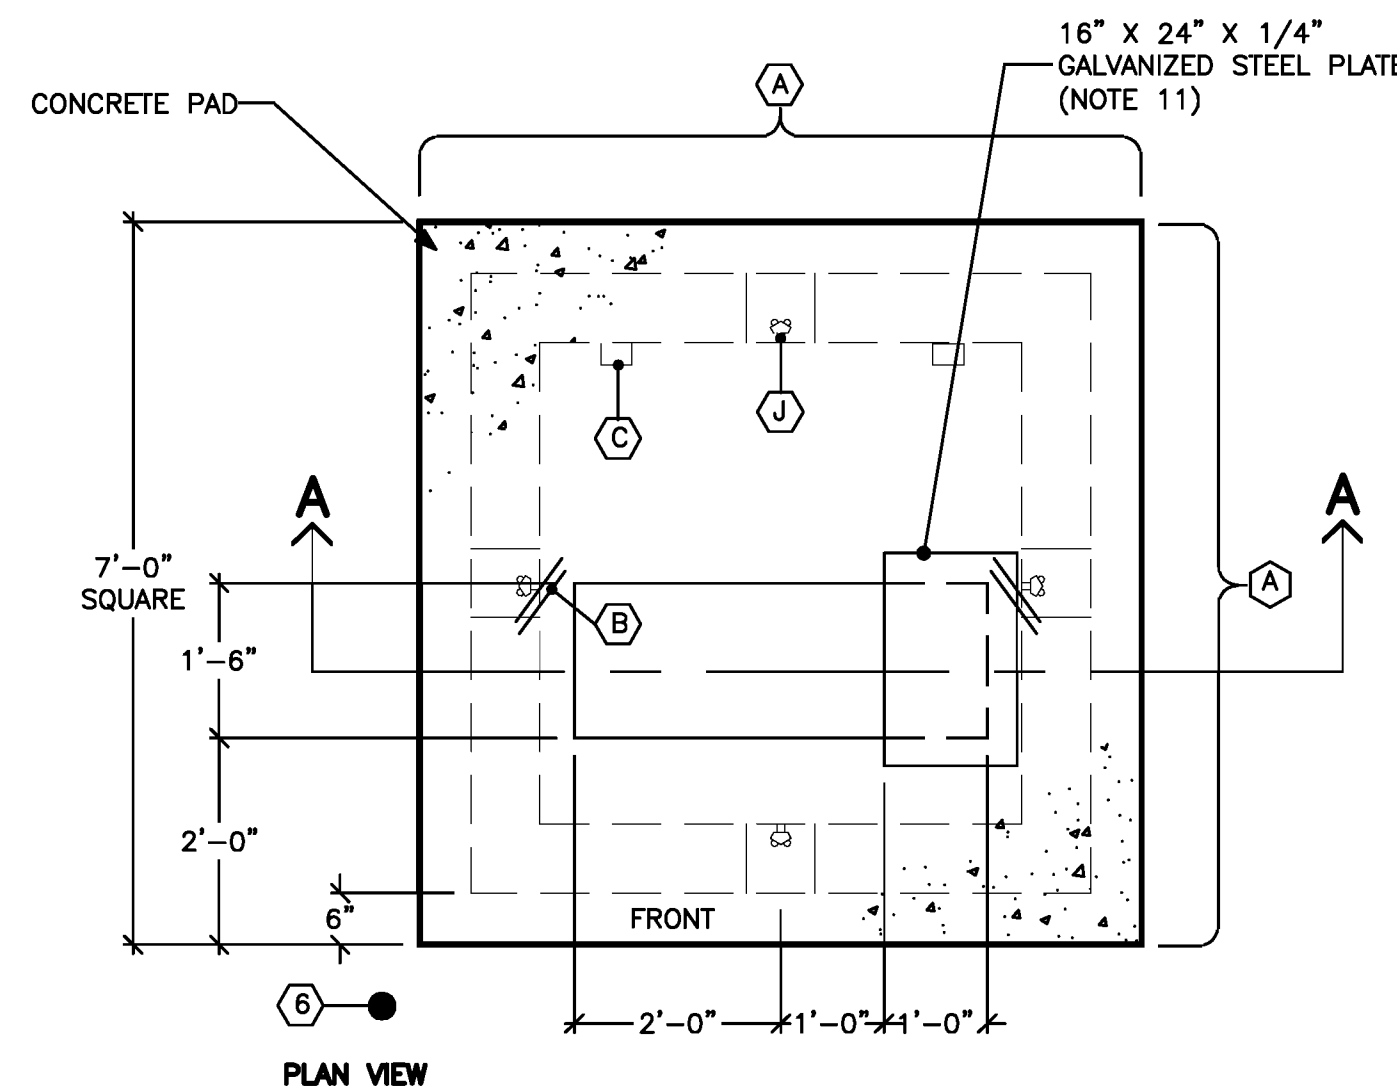 16” X 24” X 1/4”
GALVANIZED STEEL PLATE
(NOTE 11)
CONCRETE PAD
A
J
C
A
A
7’-0”
SQUARE
A
B
1’-6”
2’-0”
6”
FRONT
6
2’-0”
1’-0”
1’-0”
PLAN VIEW